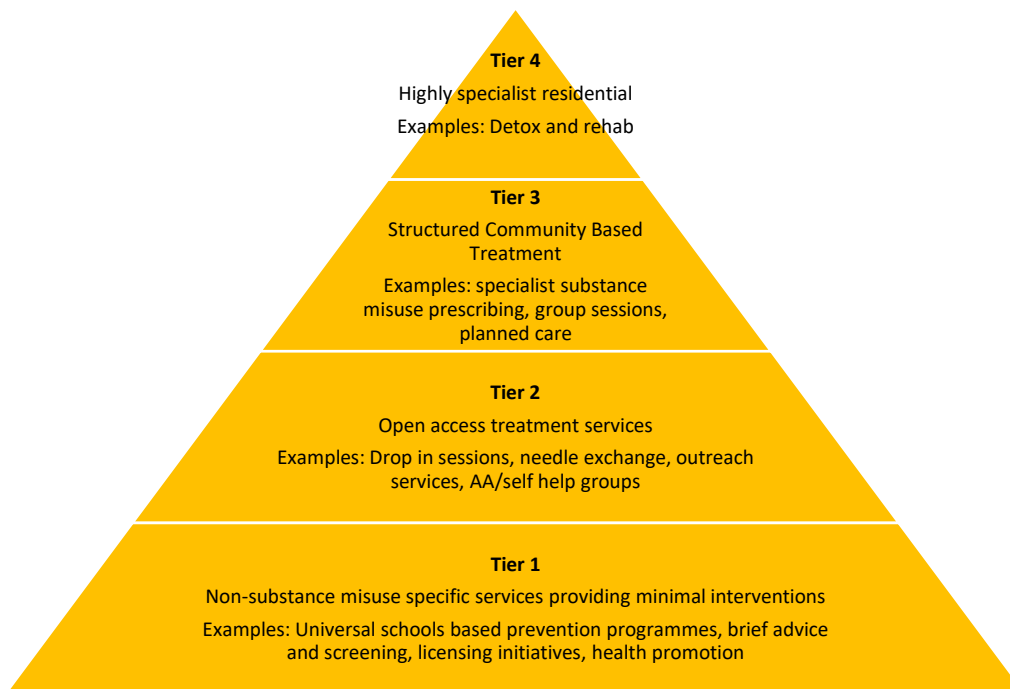 Tier 4
Highly specialist residential
Examples: Detox and rehab
Tier 3
Structured Community Based
Treatment
Examples: specialist substance
misuse prescribing, group sessions,
planned care
Tier 2
Open access treatment services
Examples: Drop in sessions, needle exchange, outreach
services, AA/self help groups
Tier 1
Non-substance misuse specific services providing minimal interventions
Examples: Universal schools based prevention programmes, brief advice
and screening, licensing initiatives, health promotion